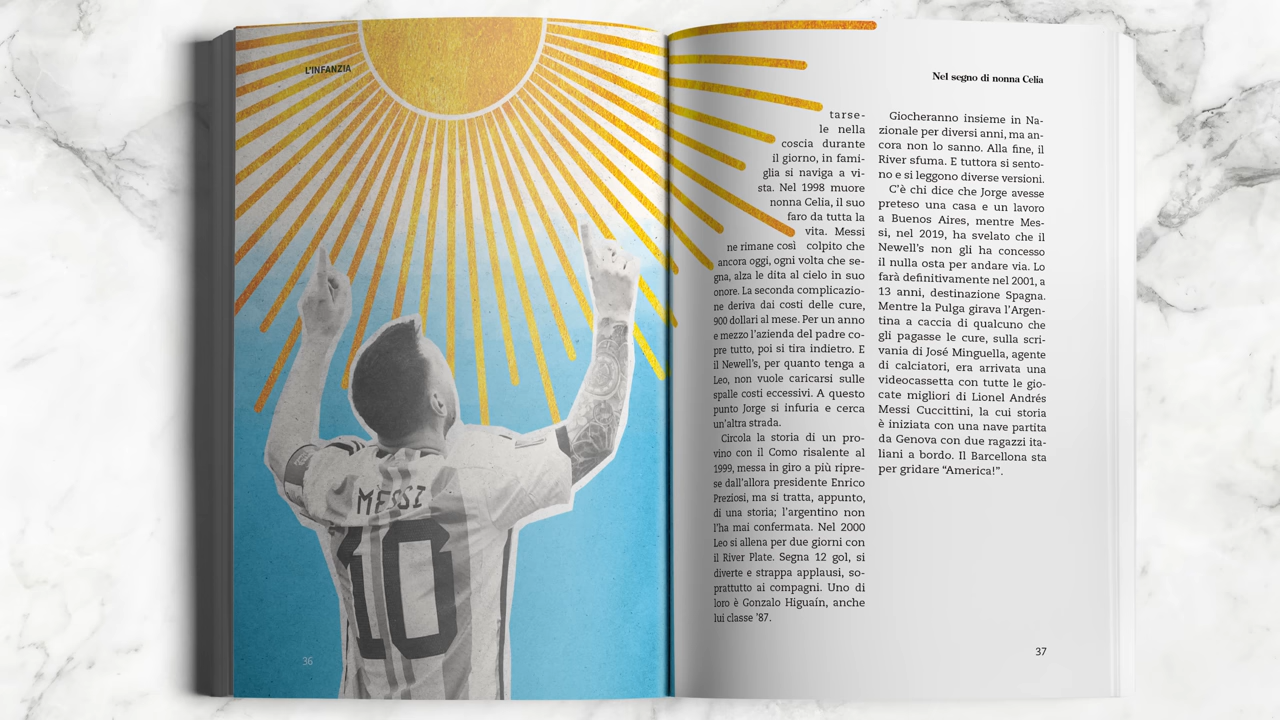 L'INFANZIA
MESSI
10
36
Nel segno di nonna Celia
tarse-
le nella
coscia durante
il giorno, in fami-
glia si naviga a vi-
sta. Nel 1998 muore
nonna Celia, il suo
faro da tutta la
vita. Messi
ne rimane così colpito che
ancora oggi, ogni volta che se-
gna, alza le dita al cielo in suo
onore. La seconda complicazio-
ne deriva dai costi delle cure,
900 dollari al mese. Per un anno
e mezzo l'azienda del padre co-
pre tutto, poi si tira indietro. E
il Newell's, per quanto tenga a
Leo, non vuole caricarsi sulle
spalle costi eccessivi. A questo
punto Jorge si infuria e cerca
un'altra strada.
Circola la storia di un pro-
vino con il Como risalente al
1999, messa in giro a più ripre-
se dall'allora presidente Enrico
Preziosi, ma si tratta, appunto,
di una storia; l'argentino non
l'ha mai confermata. Nel 2000
Leo si allena per due giorni con
il River Plate. Segna 12 gol, si
diverte e strappa applausi, so-
prattutto ai compagni. Uno di
loro è Gonzalo Higuaín, anche
lui classe '87.
Giocheranno insieme in Na-
zionale per diversi anni, ma an-
cora non lo sanno. Alla fine, il
River sfuma. E tuttora si sento-
no e si leggono diverse versioni.
C'è chi dice che Jorge avesse
preteso una casa e un lavoro
a Buenos Aires, mentre Mes-
si, nel 2019, ha svelato che il
Newell's non gli ha concesso
il nulla osta per andare via. Lo
farà definitivamente nel 2001, a
13 anni, destinazione Spagna.
Mentre la Pulga girava l'Argen-
tina a caccia di qualcuno che
gli pagasse le cure, sulla scri-
vania di José Minguella, agente
di calciatori, era arrivata una
videocassetta con tutte le gio-
cate migliori di Lionel Andrés
Messi Cuccittini, la cui storia
è iniziata con una nave partita
da Genova con due ragazzi ita-
liani a bordo. Il Barcellona sta
per gridare “America!”.
37